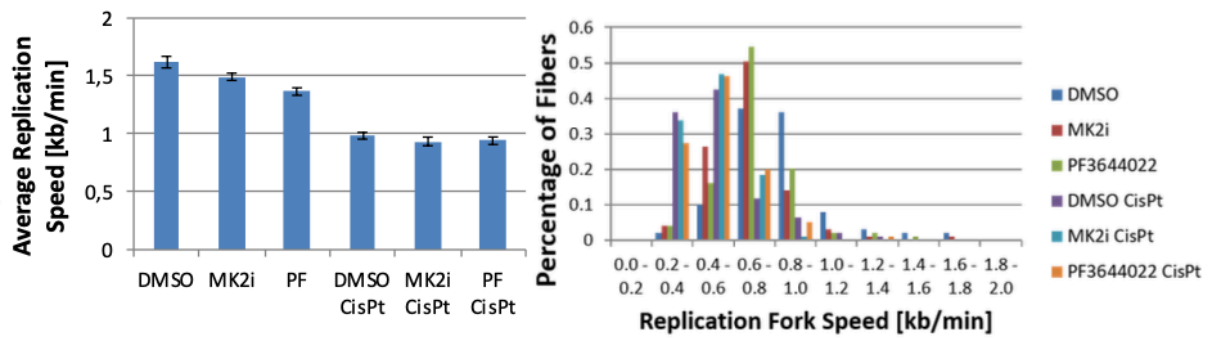 Average Replication
Speed [kb/min]
2
1,5
1
0,5
0
DMSO MK2i PF DMSO MK2i PF
CisPt CisPt CisPt
Percentage of Fibers
0.6
0.5
0.4
0.3
0.2
0.1
0
0.0 - 0.2 - 0.4 - 0.6 - 0.8 - 1.0 - 1.2 - 1.4 - 1.6 - 1.8 -
0.2 0.4 0.6 0.8 1.0 1.2 1.4 1.6 1.8 2.0
Replication Fork Speed [kb/min]
DMSO
MK2i
PF3644022
DMSO CisPt
MK2i CisPt
PF3644022 CisPt